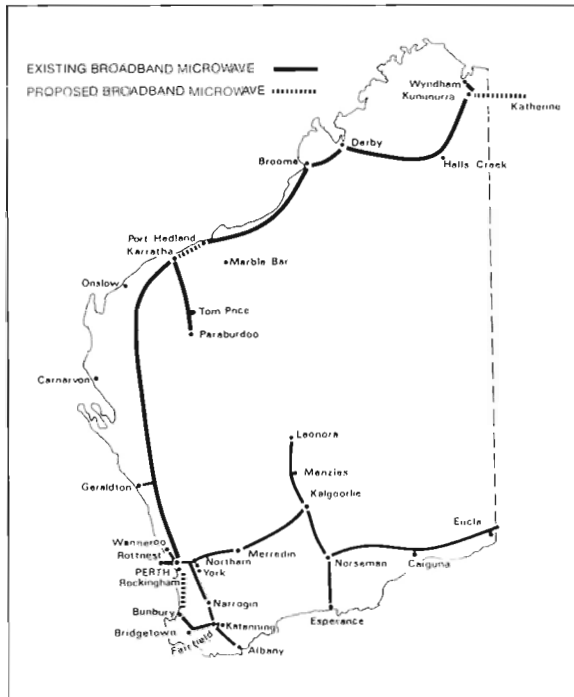 EXISTING BROADBAND MICROWAVE
PROPOSED BROADBAND MICROWAVE
Wyndham
Kununurra
Katherine
Derby
Broome
Halls Creek
Port Hedland
Karratha
Marble Bar
Onslow
Tom Price
Paraburdoo
Carnarvon
Leonora
Menzies
Geraldton
Kalgoorlie
Eucla
Wanneroo
Rottnest
Merredin
Northam
PERTH
York
Norseman
Caiguna
Rockingham
Narrogin
Bunbury
Esperance
Katanning
Bridgetown
Fairfield
Albany